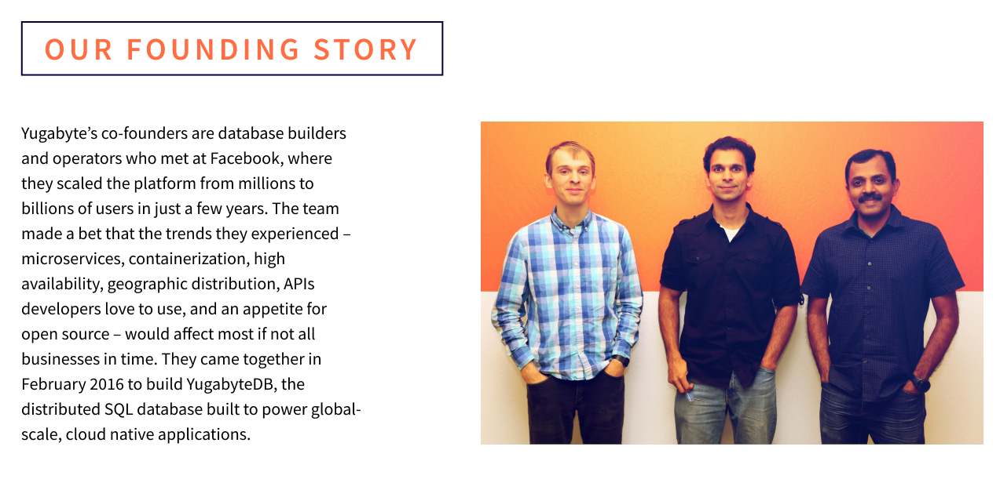 OUR FOUNDING STORY
Yugabyte’s co-founders are database builders
and operators who met at Facebook, where
they scaled the platform from millions to
billions of users in just a few years. The team
made a bet that the trends they experienced –
microservices, containerization, high
availability, geographic distribution, APIs
developers love to use, and an appetite for
open source – would affect most if not all
businesses in time. They came together in
February 2016 to build YugabyteDB, the
distributed SQL database built to power global-
scale, cloud native applications.